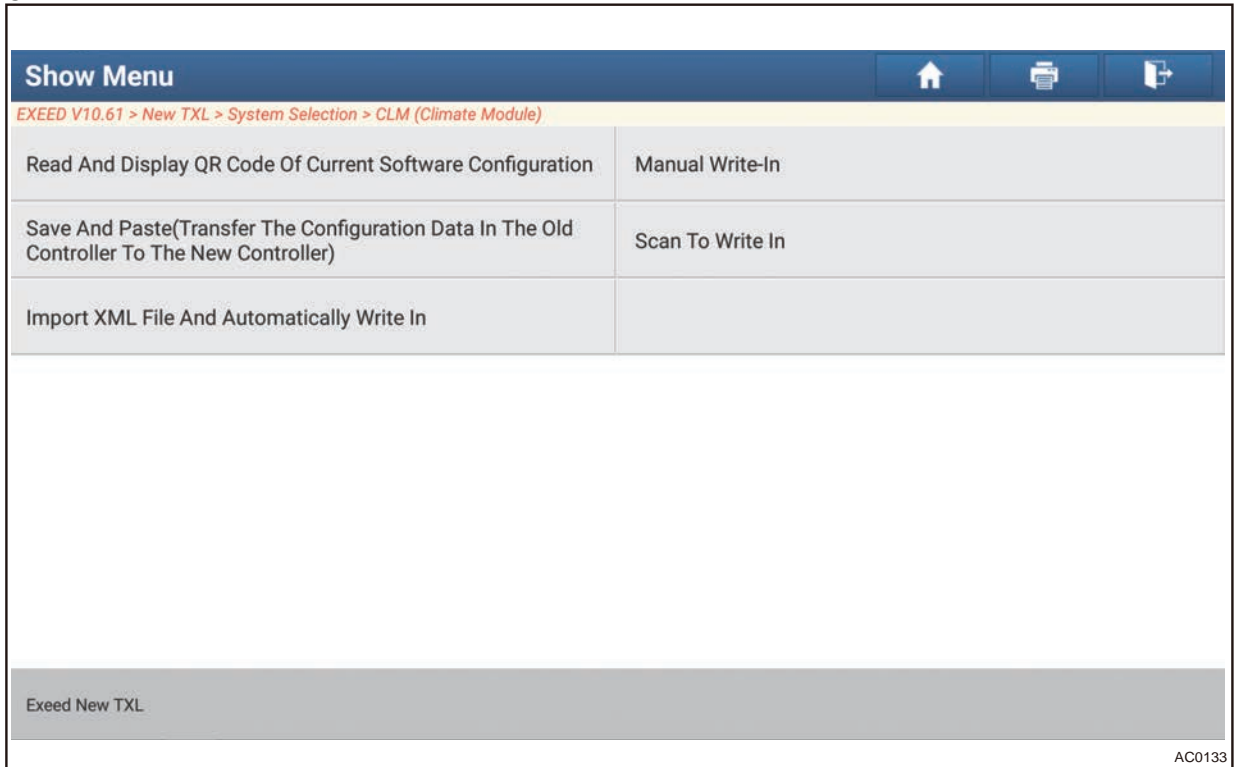 Show Menu
EXEED V10.61 > New TXL > System Selection > CLM (Climate Module)
Read And Display QR Code Of Current Software Configuration
Manual Write-In
Save And Paste(Transfer The Configuration Data In The Old
Controller To The New Controller)
Scan To Write In
Import XML File And Automatically Write In
Exeed New TXL
AC0133